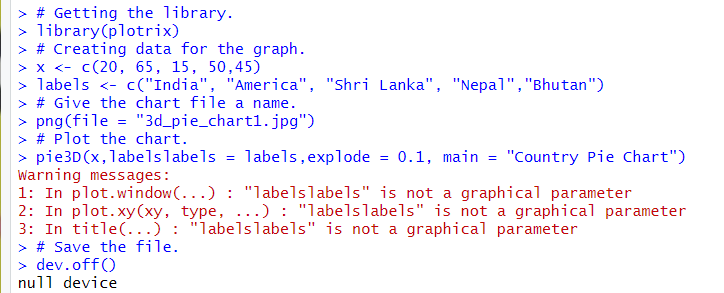 > # Getting the library.
> library(plotrix)
> # Creating data for the graph.
> x <- c(20, 65, 15, 50,45)
> labels <- c("India", "America", "Shri Lanka", "Nepal","Bhutan")
> # Give the chart file a name.
> png(file = "3d_pie_chart1.jpg")
> # Plot the chart.
> pie3D(x,labelslabels = labels,explode = 0.1, main = "Country Pie Chart")
Warning messages:
1: In plot.window(...) : "labelslabels" is not a graphical parameter
2: In plot.xy(xy, type, ...) : "labelslabels" is not a graphical parameter
3: In title(...) : "labelslabels" is not a graphical parameter
> # Save the file.
> dev.off()
null device